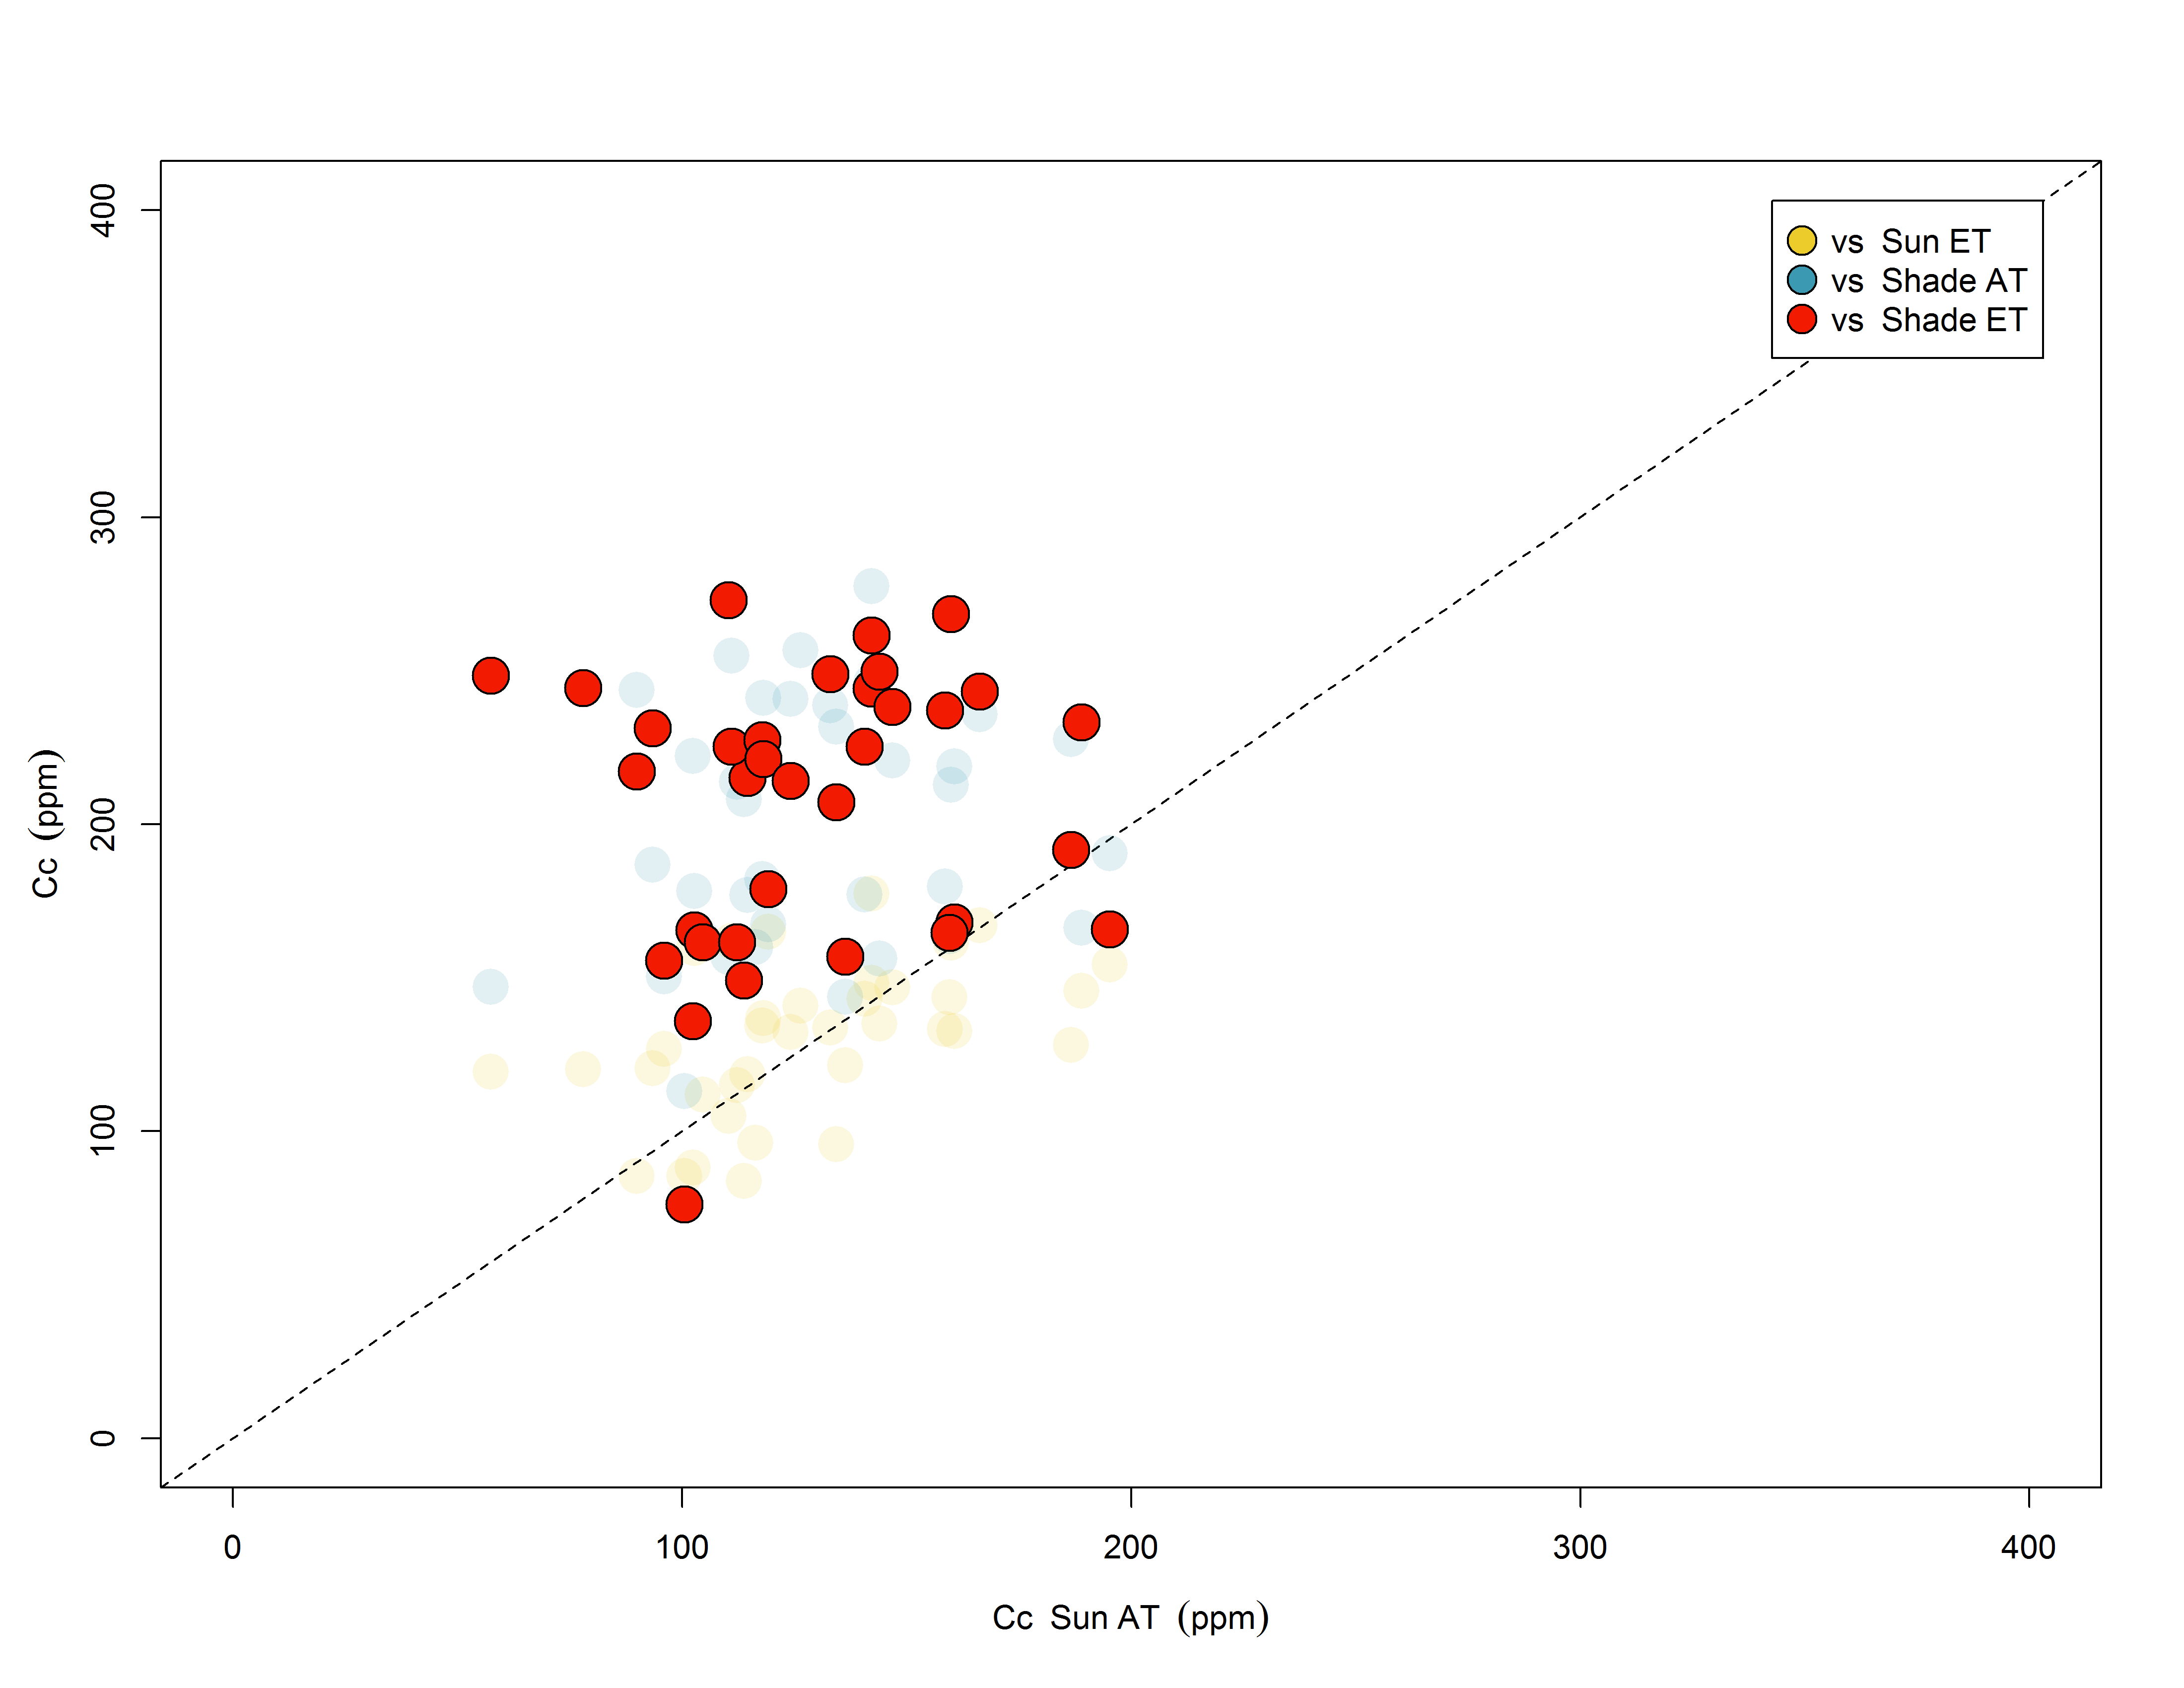 vs Sun ET
vs Shade AT
vs Shade ET
Cc (ppm)
400
300
200
100
0
0 100 200 300 400
Cc Sun AT (ppm)